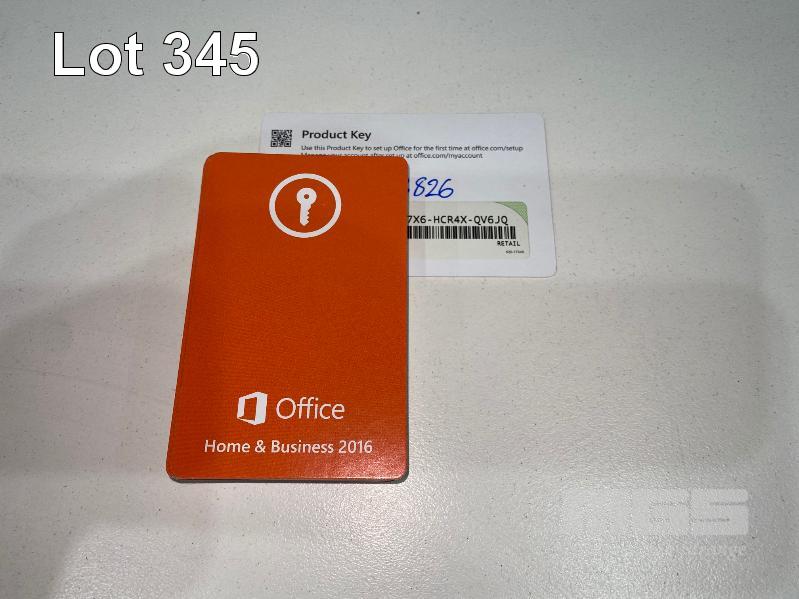 Lot 345
Product Key
Use this Product Key to set up Office for the first time at office.com/setup
Manage your account after set up at office.com/myaccount
826
7X6-HCR4X-QV6JQ
RETAIL
Office
Home & Business 2016